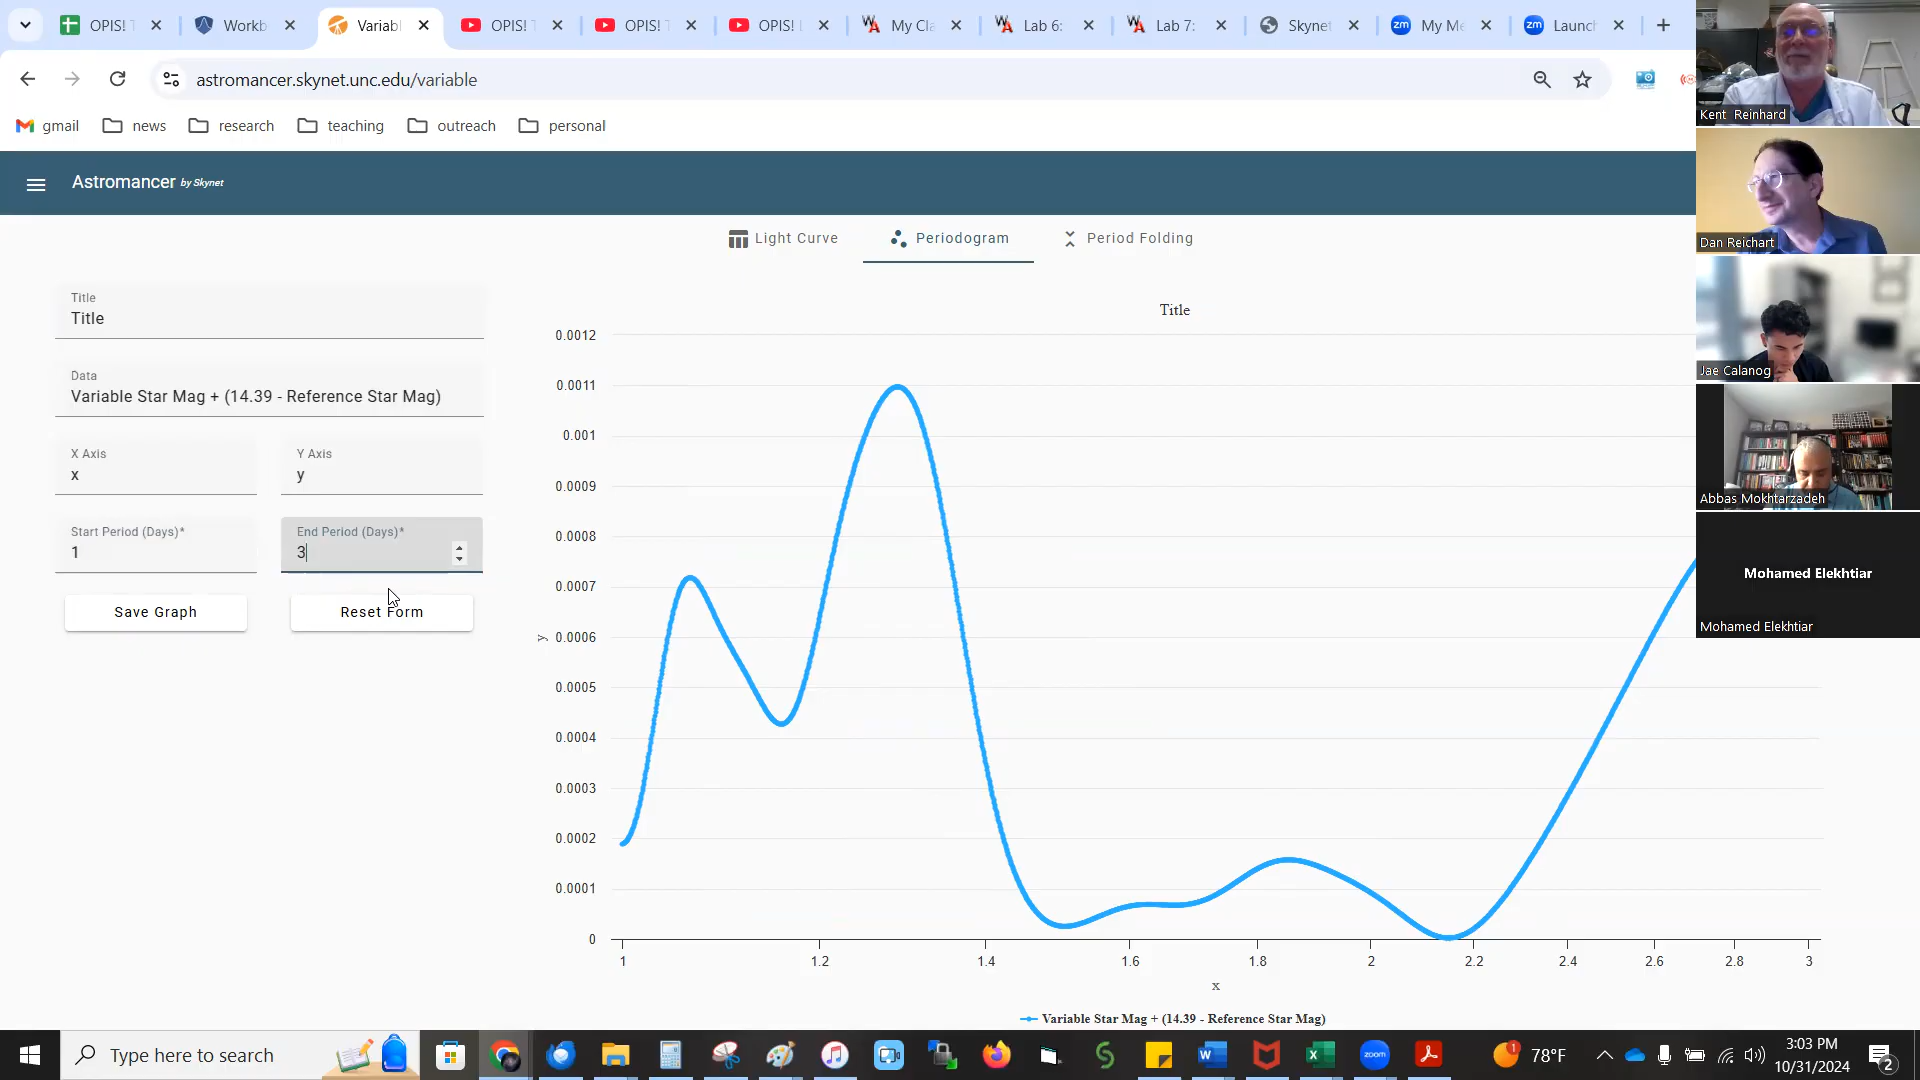 OPIS! T
Workb
Variabl
OPIS! T
OPIS! T
OPIS! L
My Cla
Lab 6:
Lab 7:
Skynet
My Me
Launch
astromancer.skynet.unc.edu/variable
gmail
news
research
teaching
outreach
personal
Astromancer by Skynet
Light Curve
Periodogram
Period Folding
Title
Title
Data
Variable Star Mag + (14.39 - Reference Star Mag)
X Axis
x
Y Axis
y
Start Period (Days)*
1
End Period (Days)*
3
Save Graph
Reset Form
Title
0.0012
0.0011
0.001
0.0009
0.0008
0.0007
0.0006
0.0005
0.0004
0.0003
0.0002
0.0001
0
y
1
1.2
1.4
1.6
1.8
2
2.2
2.4
2.6
2.8
3
x
Variable Star Mag + (14.39 - Reference Star Mag)
Kent Reinhard
Dan Reichart
Jae Calanog
Abbas Mokhtarzadeh
Mohamed Elekhtiar
Mohamed Elekhtiar
Type here to search
zoom
1
78°F
3:03 PM
10/31/2024
2